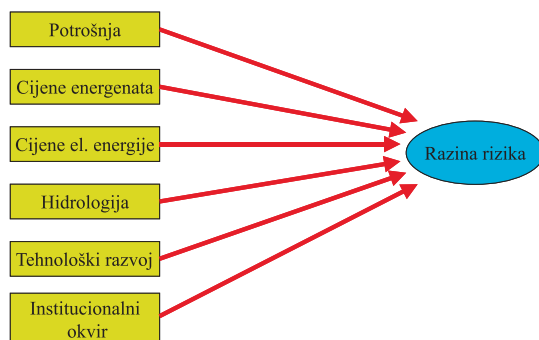 Potrošnja
Cijene energenata
Cijene el. energije
Razina rizika
Hidrologija
Tehnološki razvoj
Institucionalni
okvir